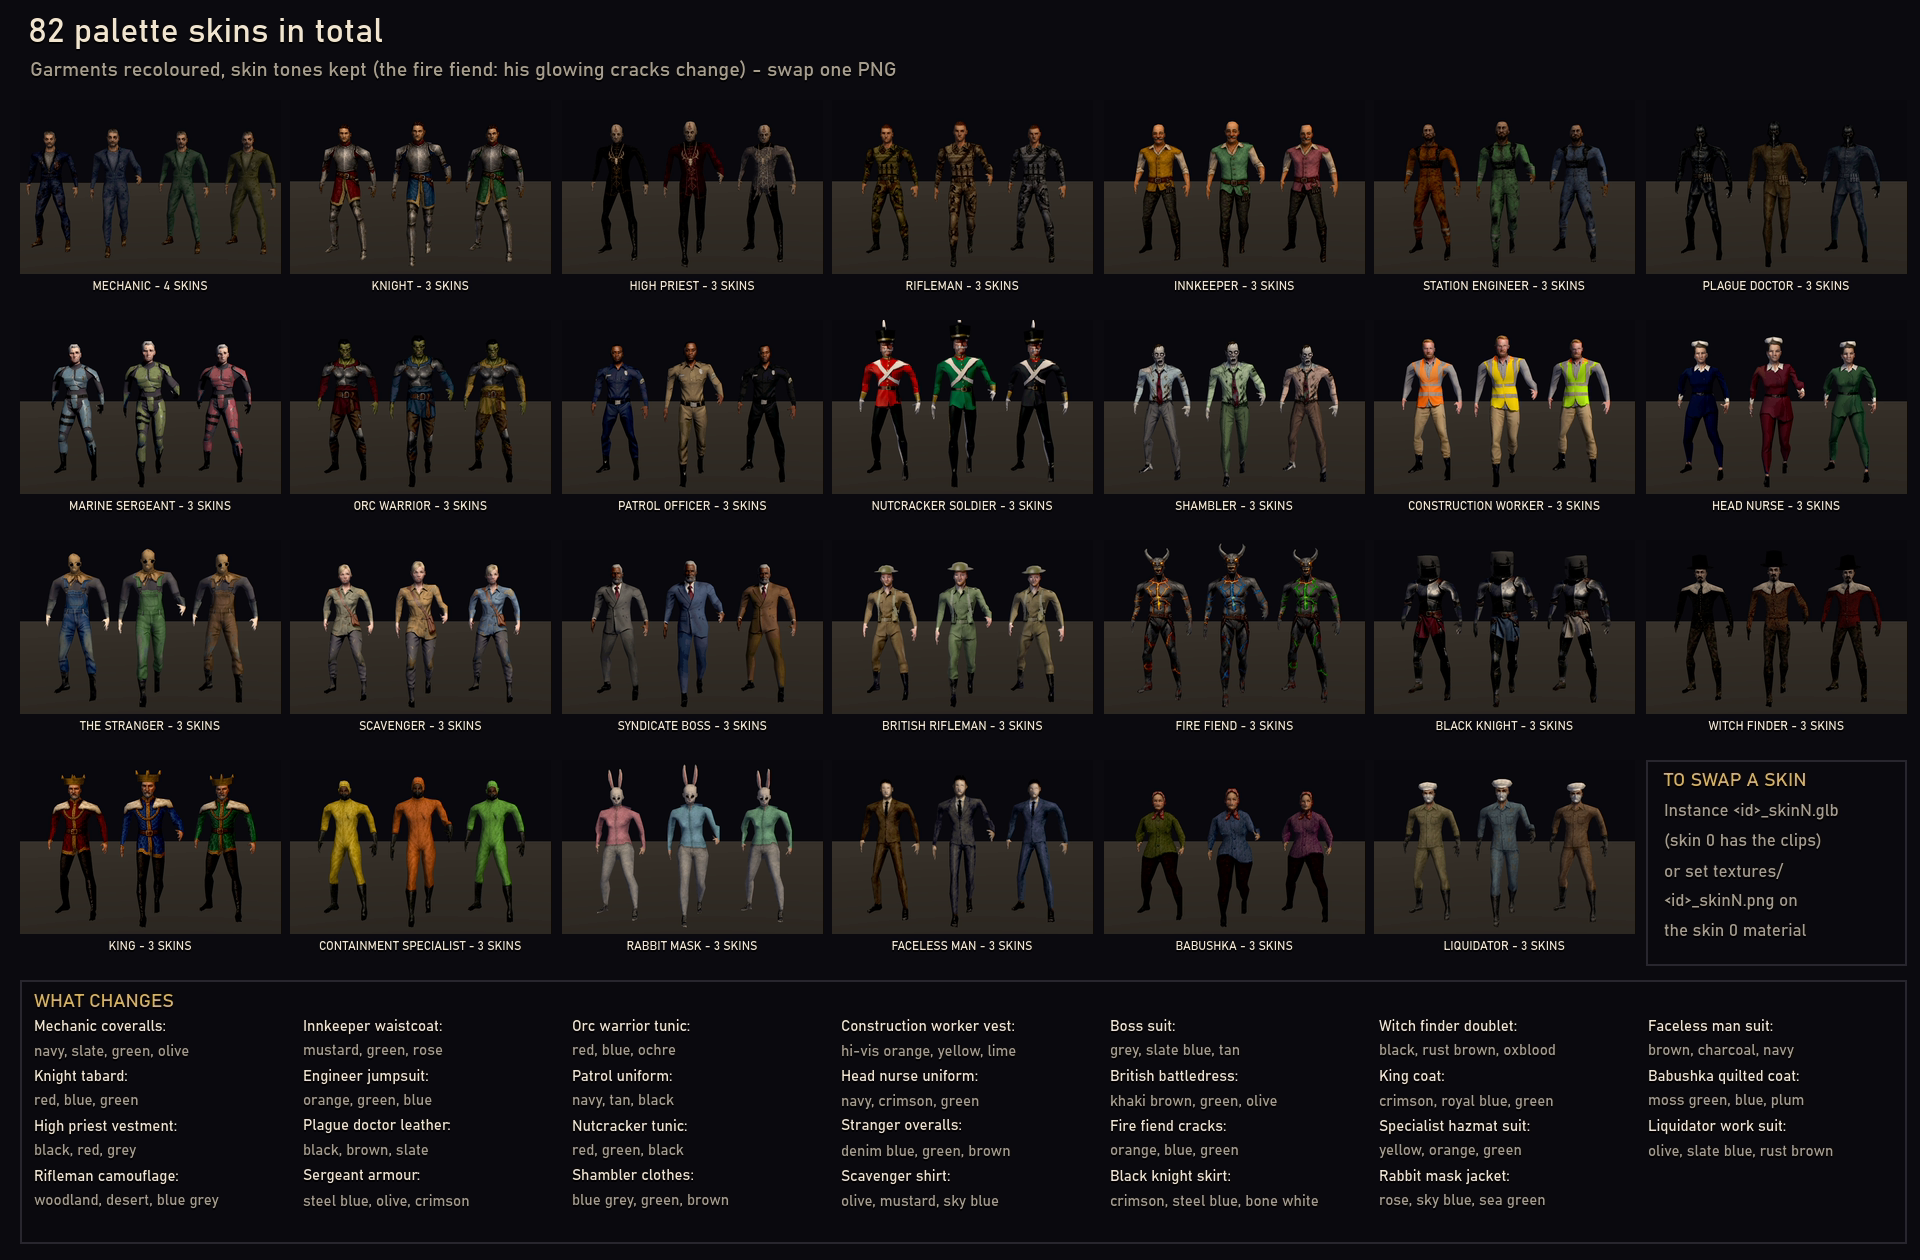 82 palette skins in total
Garments recoloured, skin tones kept (the fire fiend: his glowing cracks change) - swap one PNG
MECHANIC - 4 SKINS
KNIGHT - 3 SKINS
HIGH PRIEST - 3 SKINS
RIFLEMAN - 3 SKINS
INNKEEPER - 3 SKINS
STATION ENGINEER - 3 SKINS
PLAGUE DOCTOR - 3 SKINS
MARINE SERGEANT - 3 SKINS
ORC WARRIOR - 3 SKINS
PATROL OFFICER - 3 SKINS
NUTCRACKER SOLDIER - 3 SKINS
SHAMBLER - 3 SKINS
CONSTRUCTION WORKER - 3 SKINS
HEAD NURSE - 3 SKINS
THE STRANGER - 3 SKINS
SCAVENGER - 3 SKINS
SYNDICATE BOSS - 3 SKINS
BRITISH RIFLEMAN - 3 SKINS
FIRE FIEND - 3 SKINS
BLACK KNIGHT - 3 SKINS
WITCH FINDER - 3 SKINS
KING - 3 SKINS
CONTAINMENT SPECIALIST - 3 SKINS
RABBIT MASK - 3 SKINS
FACELESS MAN - 3 SKINS
BABUSHKA - 3 SKINS
LIQUIDATOR - 3 SKINS
TO SWAP A SKIN
Instance <id>_skinN.glb
(skin 0 has the clips)
or set textures/
<id>_skinN.png on
the skin 0 material
WHAT CHANGES
Mechanic coveralls:
navy, slate, green, olive
Knight tabard:
red, blue, green
High priest vestment:
black, red, grey
Rifleman camouflage:
woodland, desert, blue grey
Innkeeper waistcoat:
mustard, green, rose
Engineer jumpsuit:
orange, green, blue
Plague doctor leather:
black, brown, slate
Sergeant armour:
steel blue, olive, crimson
Orc warrior tunic:
red, blue, ochre
Patrol uniform:
navy, tan, black
Nutcracker tunic:
red, green, black
Shambler clothes:
blue grey, green, brown
Construction worker vest:
hi-vis orange, yellow, lime
Head nurse uniform:
navy, crimson, green
Stranger overalls:
denim blue, green, brown
Scavenger shirt:
olive, mustard, sky blue
Boss suit:
grey, slate blue, tan
British battledress:
khaki brown, green, olive
Fire fiend cracks:
orange, blue, green
Black knight skirt:
crimson, steel blue, bone white
Witch finder doublet:
black, rust brown, oxblood
King coat:
crimson, royal blue, green
Specialist hazmat suit:
yellow, orange, green
Rabbit mask jacket:
rose, sky blue, sea green
Faceless man suit:
brown, charcoal, navy
Babushka quilted coat:
moss green, blue, plum
Liquidator work suit:
olive, slate blue, rust brown